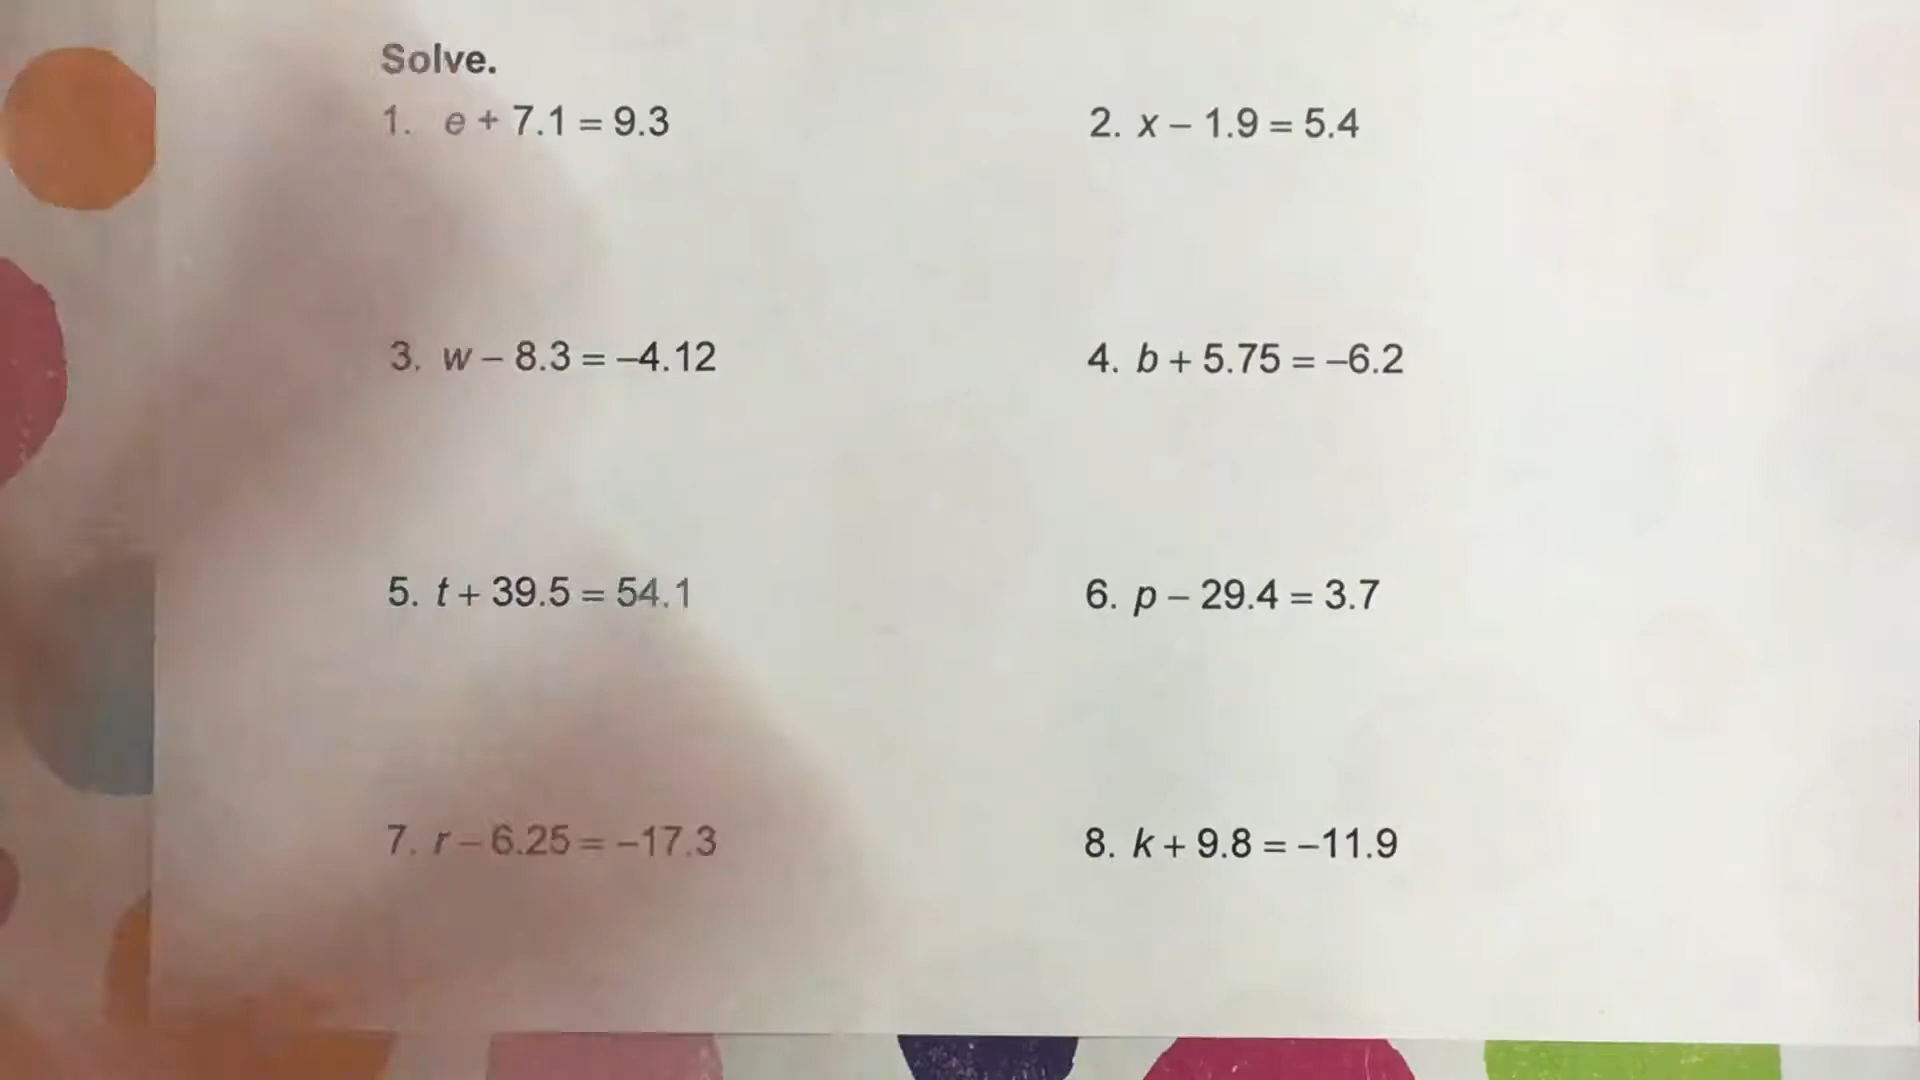 Solve.
1. e + 7.1 = 9.3
2. x – 1.9 = 5.4
3. w – 8.3 = –4.12
4. b + 5.75 = –6.2
5. t + 39.5 = 54.1
6. p – 29.4 = 3.7
7. r – 6.25 = –17.3
8. k + 9.8 = –11.9